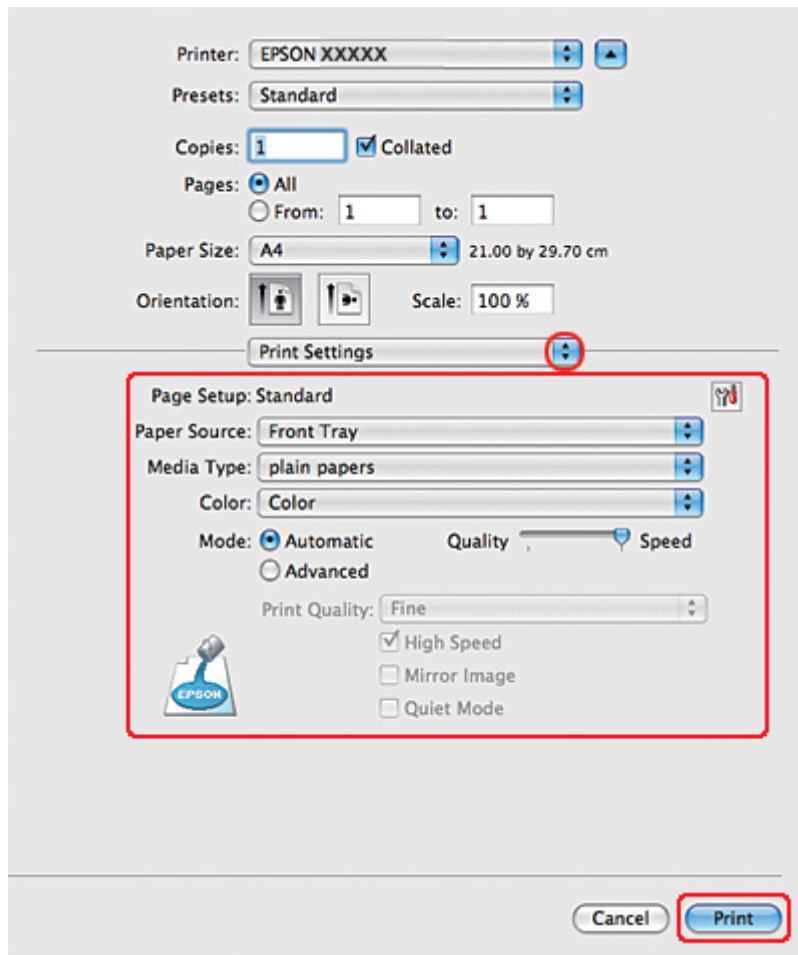 Printer: EPSON XXXXX
Presets: Standard
Copies: 1 Collated
Pages: All
From: 1 to: 1
Paper Size: A4 21.00 by 29.70 cm
Orientation: Scale: 100 %
Print Settings
Page Setup: Standard
Paper Source: Front Tray
Media Type: plain papers
Color: Color
Mode: Automatic Quality Speed
Advanced
Print Quality: Fine
High Speed
Mirror Image
EPSON
Quiet Mode
Cancel Print